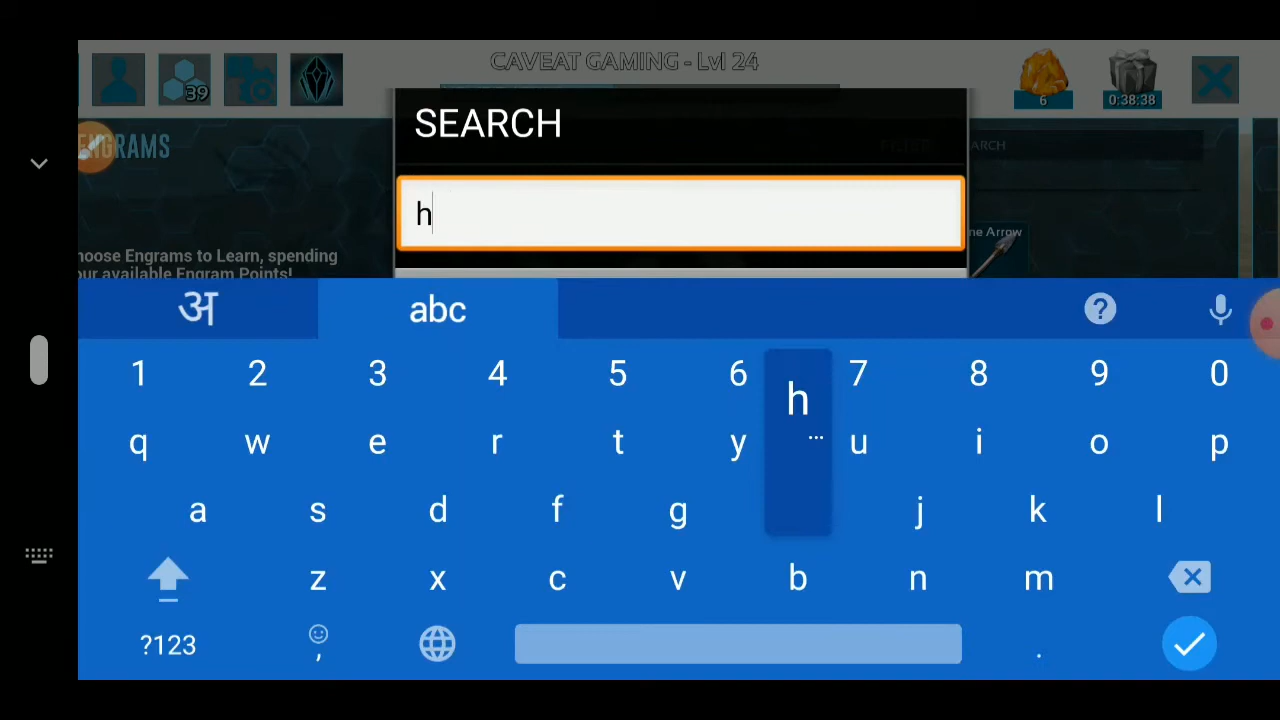 CAVEAT GAMING - Lvl 24
39
6
0:38:38
ENGRAMS
SEARCH
ARCH
h
ne Arrow
hoose Engrams to Learn, spending
our available Engram Points!
अ abc ?
1 2 3 4 5 6 7 8 9 0
h
q w e r t y u i o p
a s d f g j k l
z x c v b n m
?123 , .